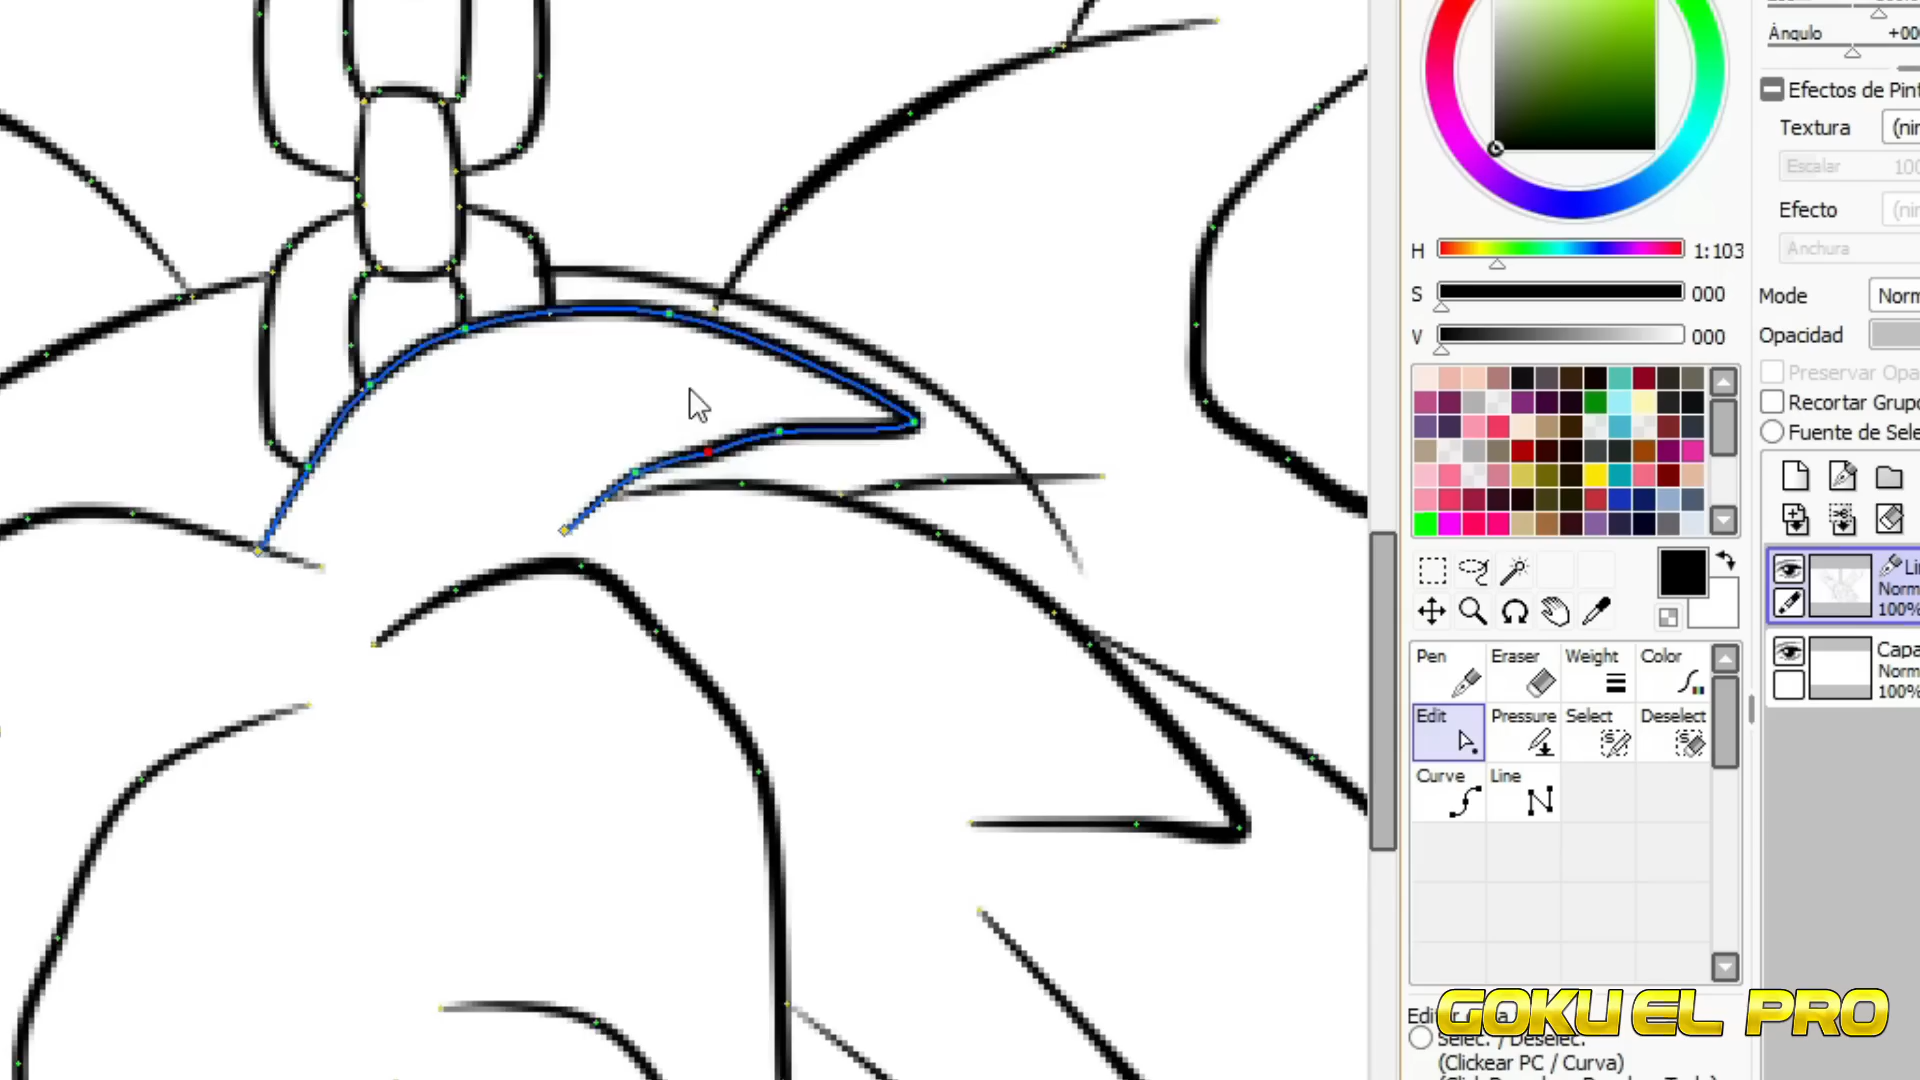 Ángulo +00
Efectos de Pint
Textura (nin
Escalar 100
Efecto (nin
Anchura
H 1:103
S 000
V 000
Mode Norm
Opacidad
Preservar Opa
Recortar Grupo
Fuente de Sele
Lin
Norm
100%
Capa
Norm
100%
Pen Eraser Weight Color
Edit Pressure Select Deselect
Curve Line
GOKU EL PRO
Selec. / Deselec.
(Clickear PC / Curva)